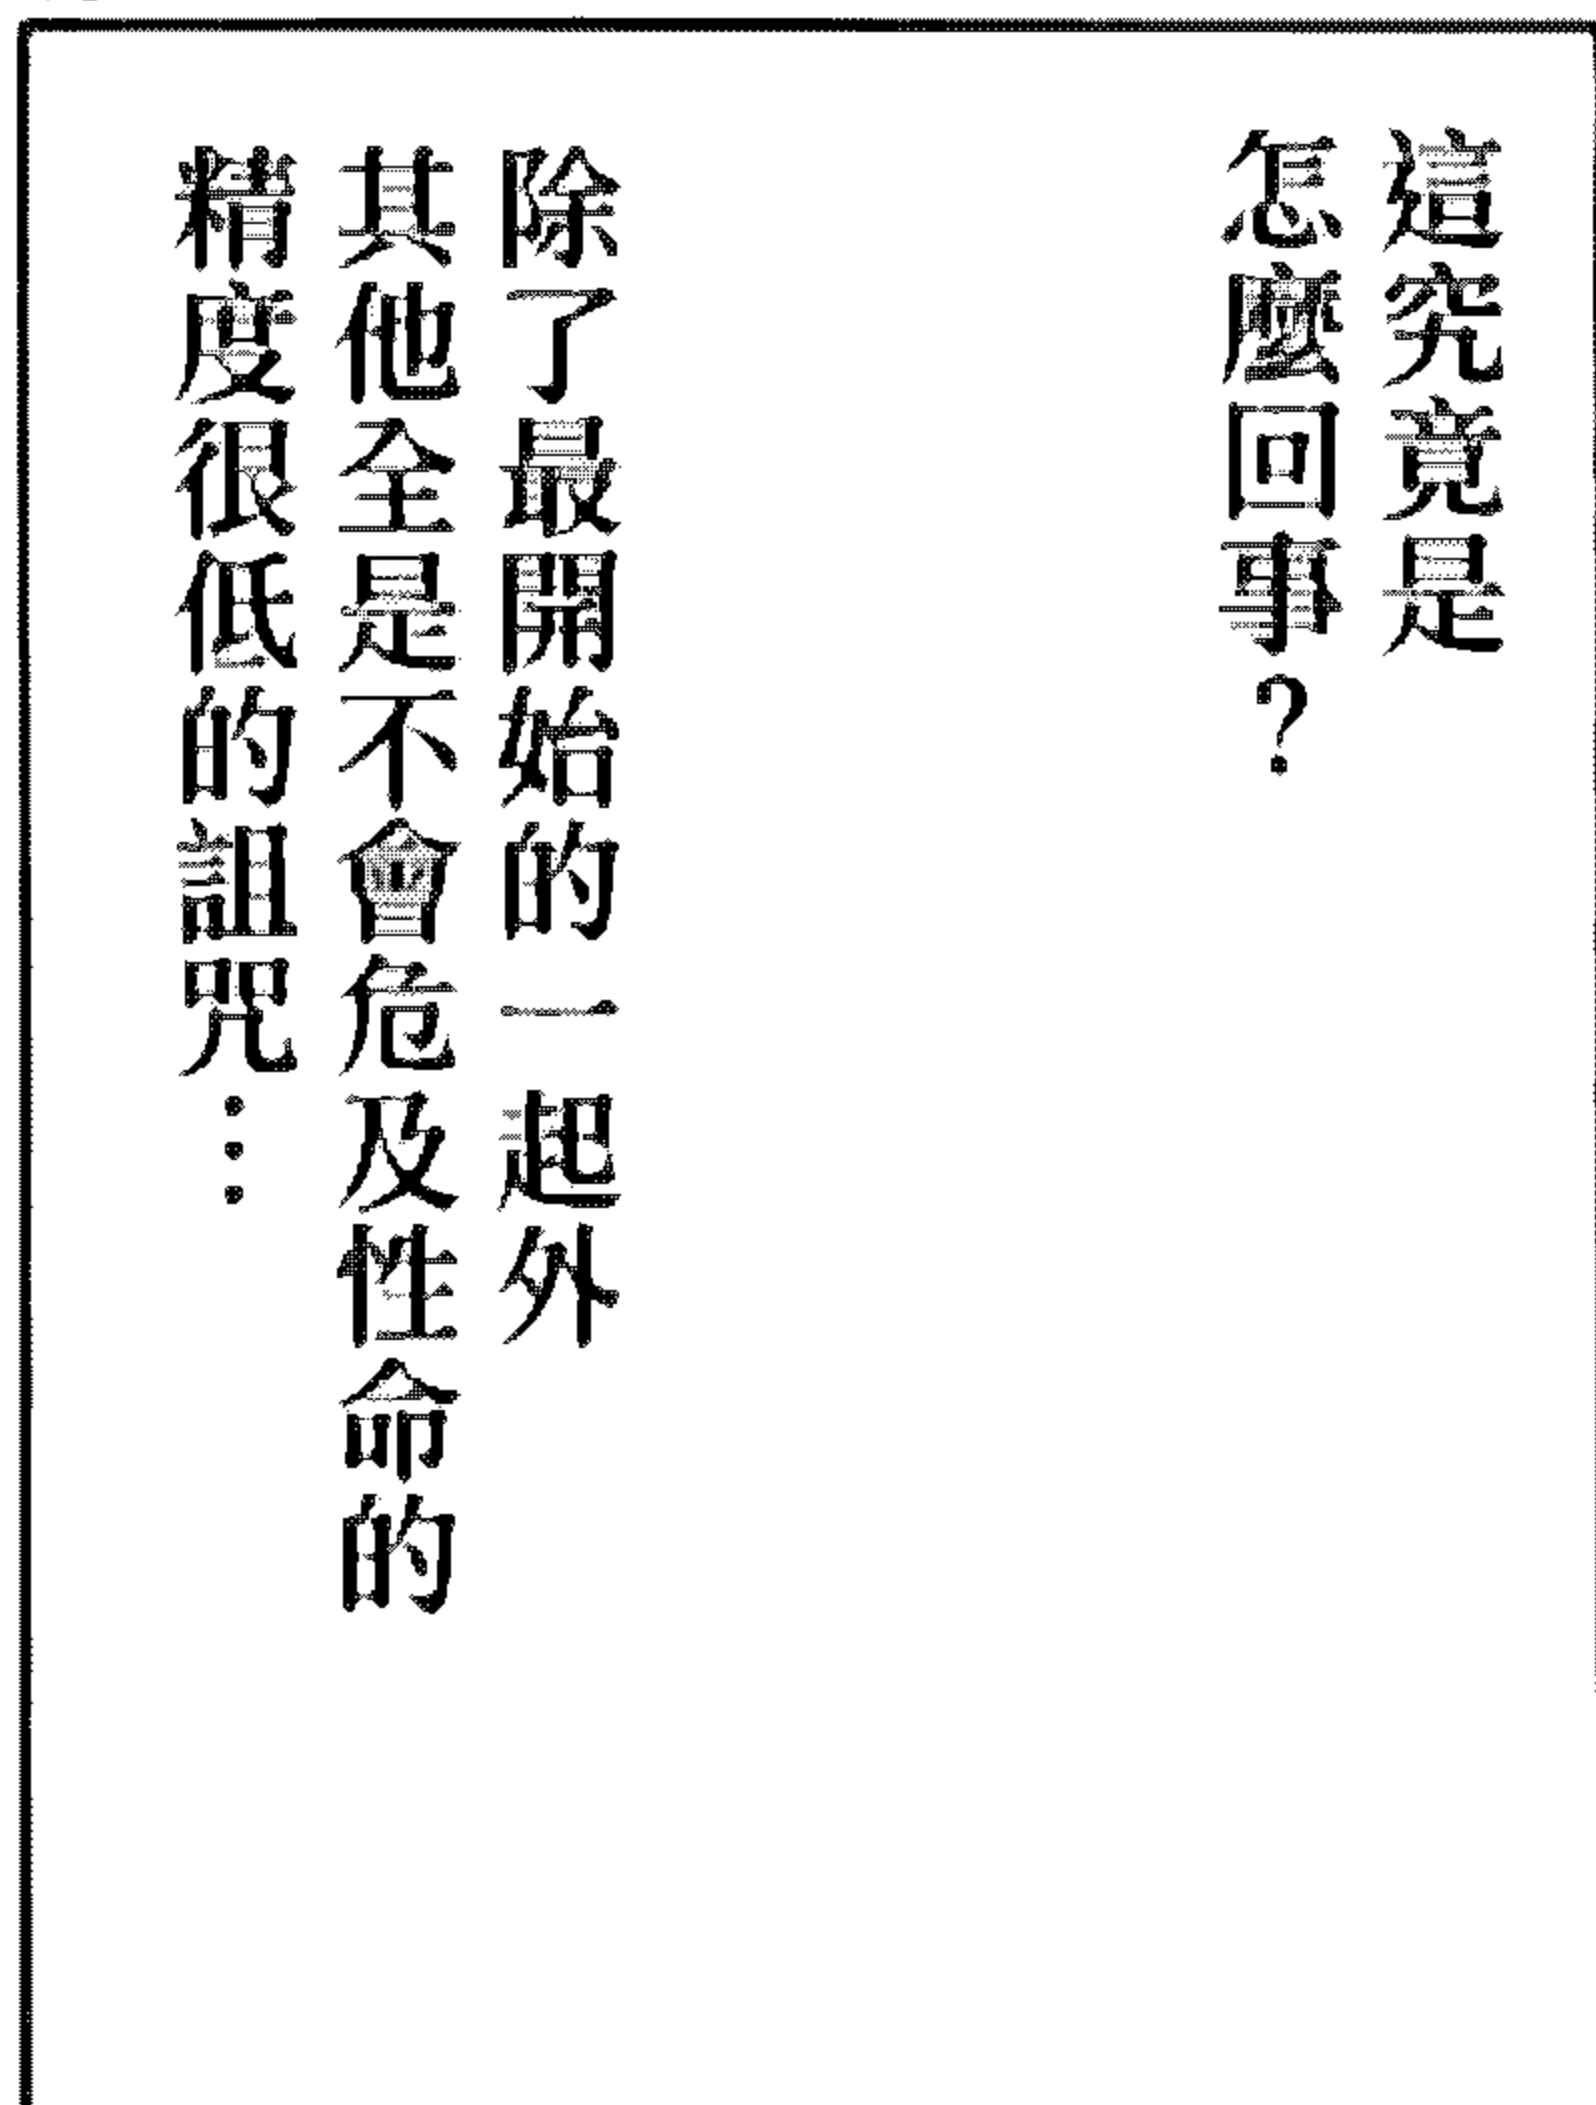 這究竟是
怎麼回事?
除了最開始的一起外
其他全是不會危及性命的
精度很低的詛咒…